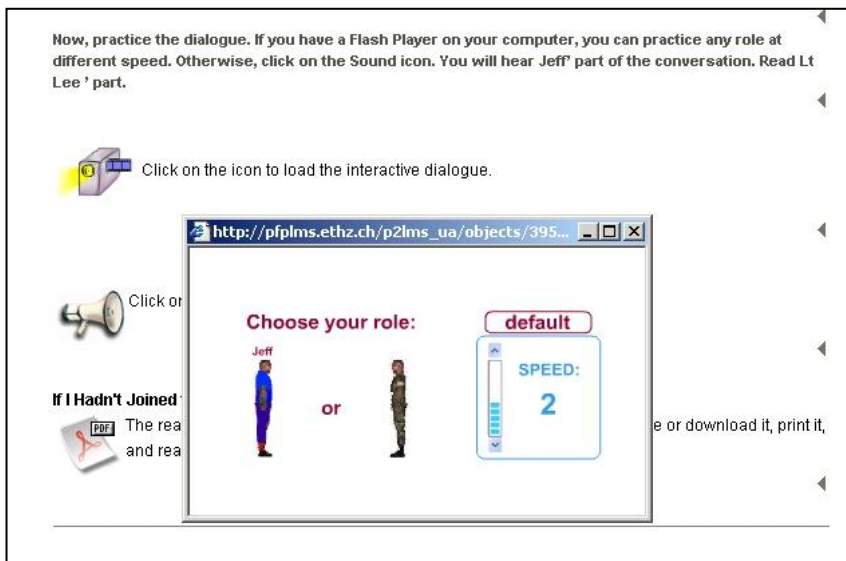 Now, practice the dialogue. If you have a Flash Player on your computer, you can practice any role at
different speed. Otherwise, click on the Sound icon. You will hear Jeff' part of the conversation. Read Lt
Lee ' part.
Click on the icon to load the interactive dialogue.
http://pfplms.ethz.ch/p2lms_ua/objects/395...
Click or
Choose your role:
default
Jeff
or
SPEED:
2
If I Hadn't Joined
PDF
The rea
e or download it, print it,
and rea